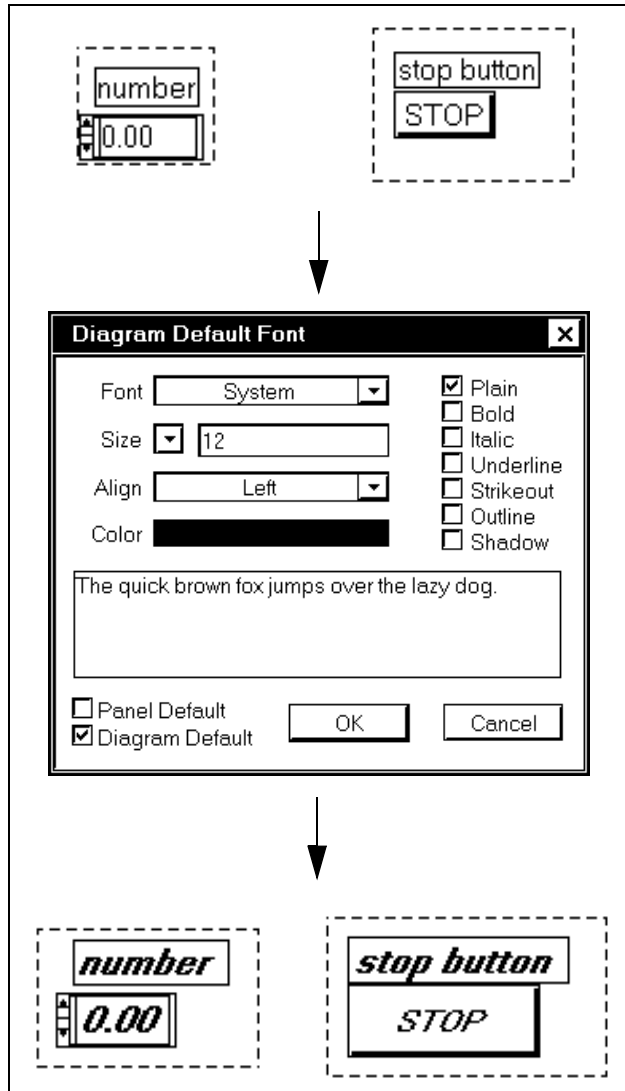 number
0.00
stop button
STOP
Diagram Default Font
Font System
Size 12
Align Left
Color
Plain
Bold
Italic
Underline
Strikeout
Outline
Shadow
The quick brown fox jumps over the lazy dog.
Panel Default
Diagram Default
OK
Cancel
number
0.00
stop button
STOP